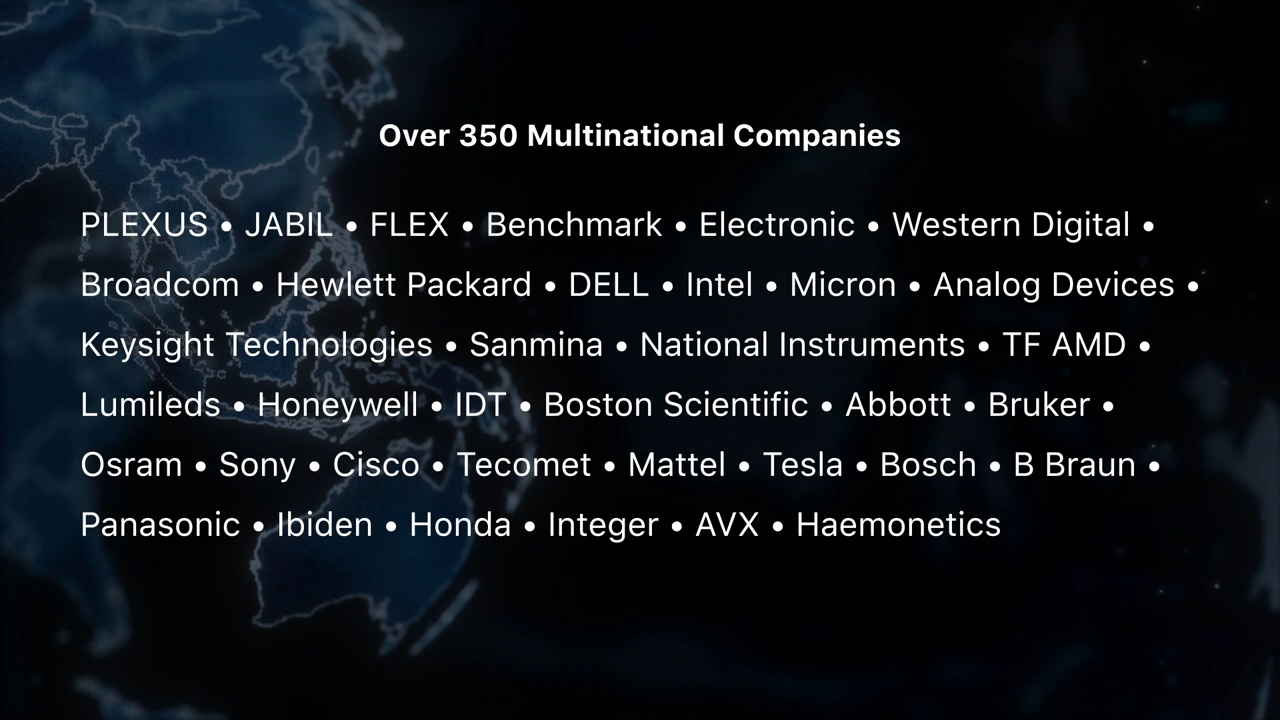 Over 350 Multinational Companies
PLEXUS • JABIL • FLEX • Benchmark • Electronic • Western Digital •
Broadcom • Hewlett Packard • DELL • Intel • Micron • Analog Devices •
Keysight Technologies • Sanmina • National Instruments • TF AMD •
Lumileds • Honeywell • IDT • Boston Scientific • Abbott • Bruker •
Osram • Sony • Cisco • Tecomet • Mattel • Tesla • Bosch • B Braun •
Panasonic • Ibiden • Honda • Integer • AVX • Haemonetics